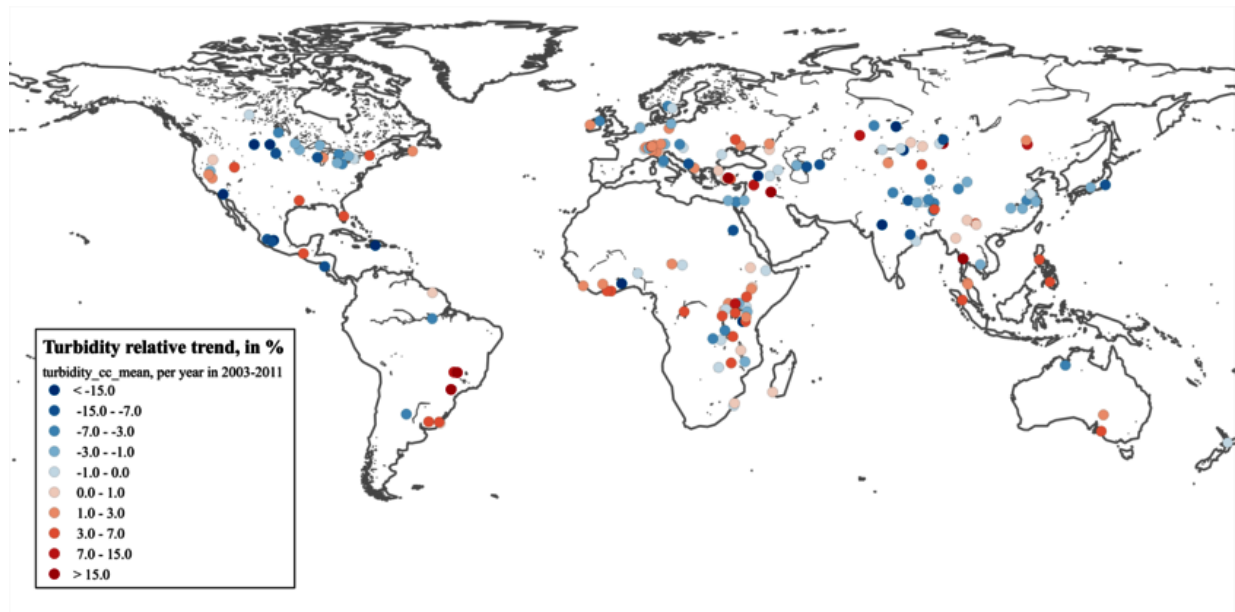 Turbidity relative trend, in %
turbidity_cc_mean, per year in 2003-2011
< -15.0
-15.0 - -7.0
-7.0 - -3.0
-3.0 - -1.0
-1.0 - 0.0
0.0 - 1.0
1.0 - 3.0
3.0 - 7.0
7.0 - 15.0
> 15.0